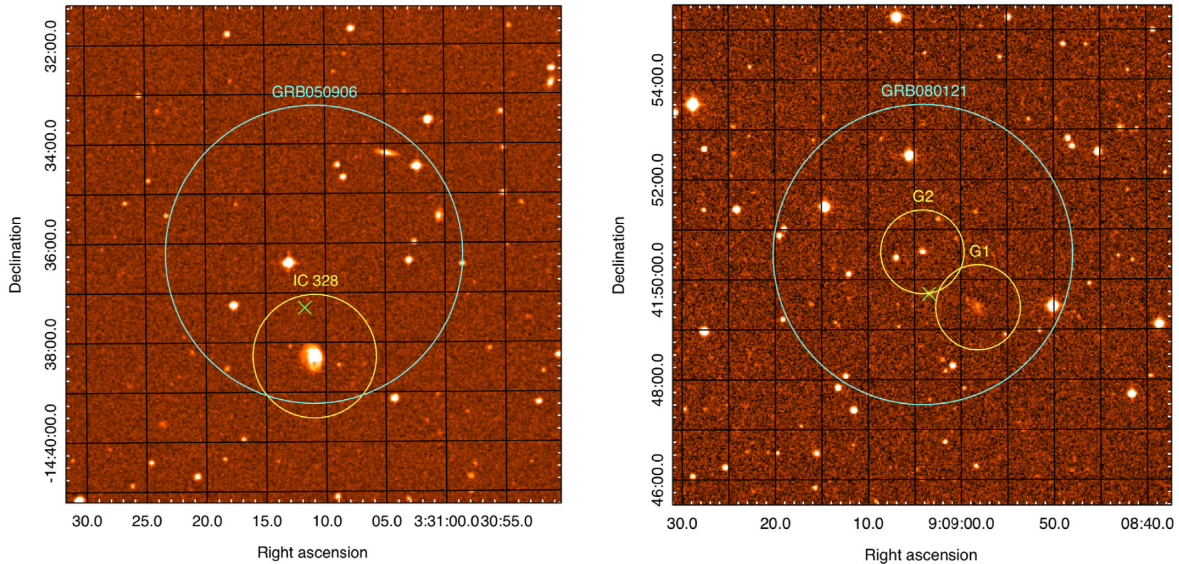 GRB050906
IC 328
Declination
32:00.0
34:00.0
36:00.0
38:00.0
-14:40:00.0
30.0 25.0 20.0 15.0 10.0 05.0 3:31:00.0 30:55.0
Right ascension
GRB080121
G2
G1
Declination
54:00.0
52:00.0
41:50:00.0
48:00.0
46:00.0
30.0 20.0 10.0 9:09:00.0 50.0 08:40.0
Right ascension